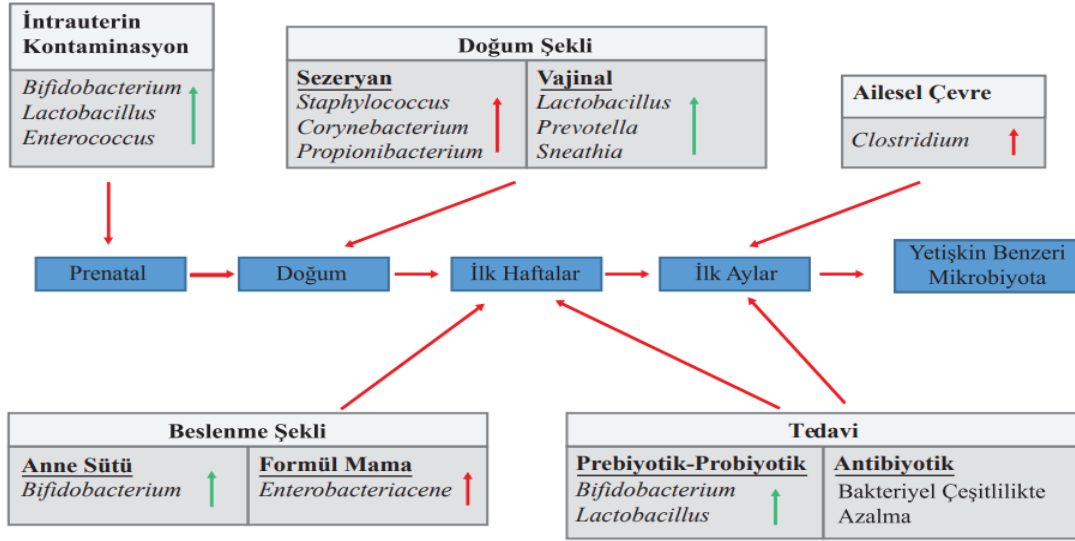 İntrauterin
Kontaminasyon
Bifidobacterium
Lactobacillus
Enterococcus
Doğum Şekli
Sezeryan
Staphylococcus
Corynebacterium
Propionibacterium
Vajinal
Lactobacillus
Prevotella
Sneathia
Ailesel Çevre
Clostridium
Prenatal
Doğum
İlk Haftalar
İlk Aylar
Yetişkin Benzeri
Mikrobiyota
Beslenme Şekli
Anne Sütü
Bifidobacterium
Formül Mama
Enterobacteriacene
Tedavi
Prebiyotik-Probiyotik
Bifidobacterium
Lactobacillus
Antibiyotik
Bakteriyel Çeşitlilikte
Azalma